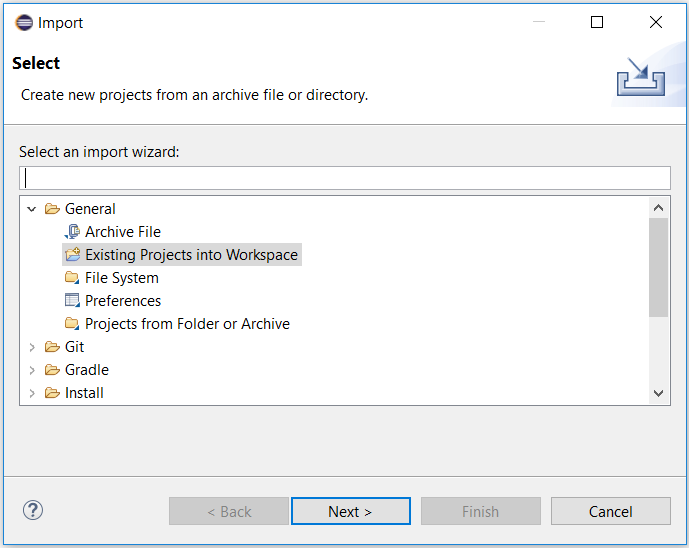 Import
Select
Create new projects from an archive file or directory.
Select an import wizard:
General
Archive File
Existing Projects into Workspace
File System
Preferences
Projects from Folder or Archive
Git
Gradle
Install
? < Back Next > Finish Cancel